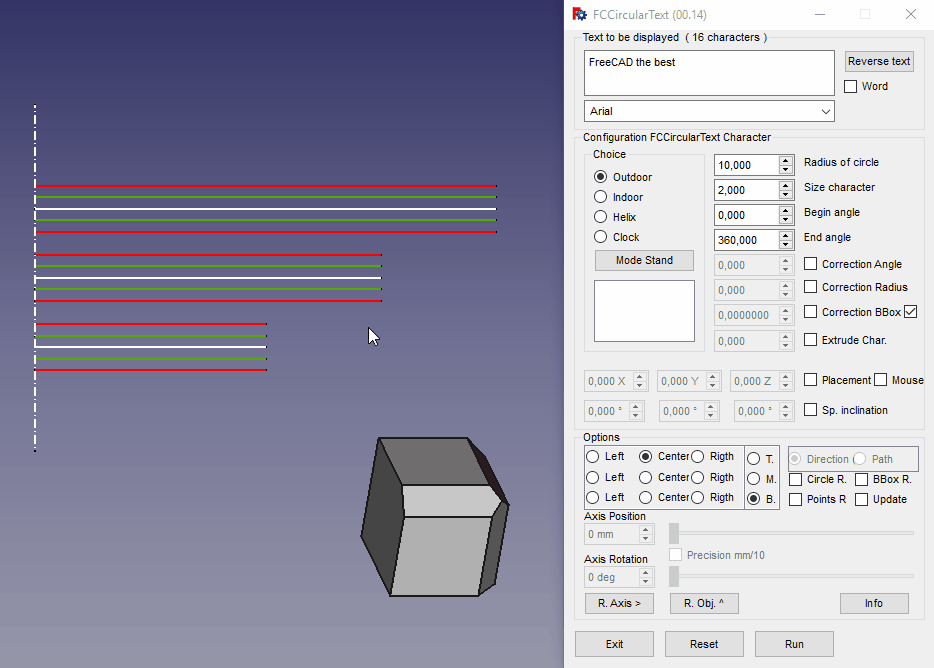 FCCircularText (00.14)
Text to be displayed ( 16 characters )
FreeCAD the best
Reverse text
Word
Arial
Configuration FCCircularText Character
Choice
Outdoor
Indoor
Helix
Clock
Mode Stand
10,000 Radius of circle
2,000 Size character
0,000 Begin angle
360,000 End angle
0,000 Correction Angle
0,000 Correction Radius
0,0000000 Correction BBox
0,000 Extrude Char.
0,000 X 0,000 Y 0,000 Z Placement Mouse
0,000 ° 0,000 ° 0,000 ° Sp. inclination
Options
Left Center Rigth T. Direction Path
Left Center Rigth M. Circle R. BBox R.
Left Center Rigth B. Points R Update
Axis Position
0 mm
Precision mm/10
Axis Rotation
0 deg
R. Axis > R. Obj. ^ Info
Exit Reset Run